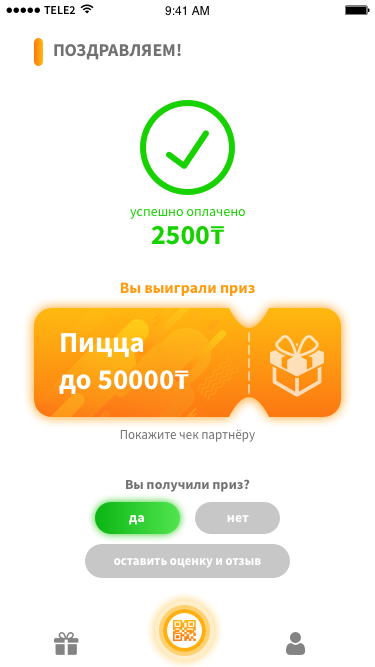 TELE2 9:41 AM
ПОЗДРАВЛЯЕМ!
успешно оплачено
2500₸
Вы выиграли приз
Пицца
до 50000₸
Покажите чек партнёру
Вы получили приз?
да нет
оставить оценку и отзыв